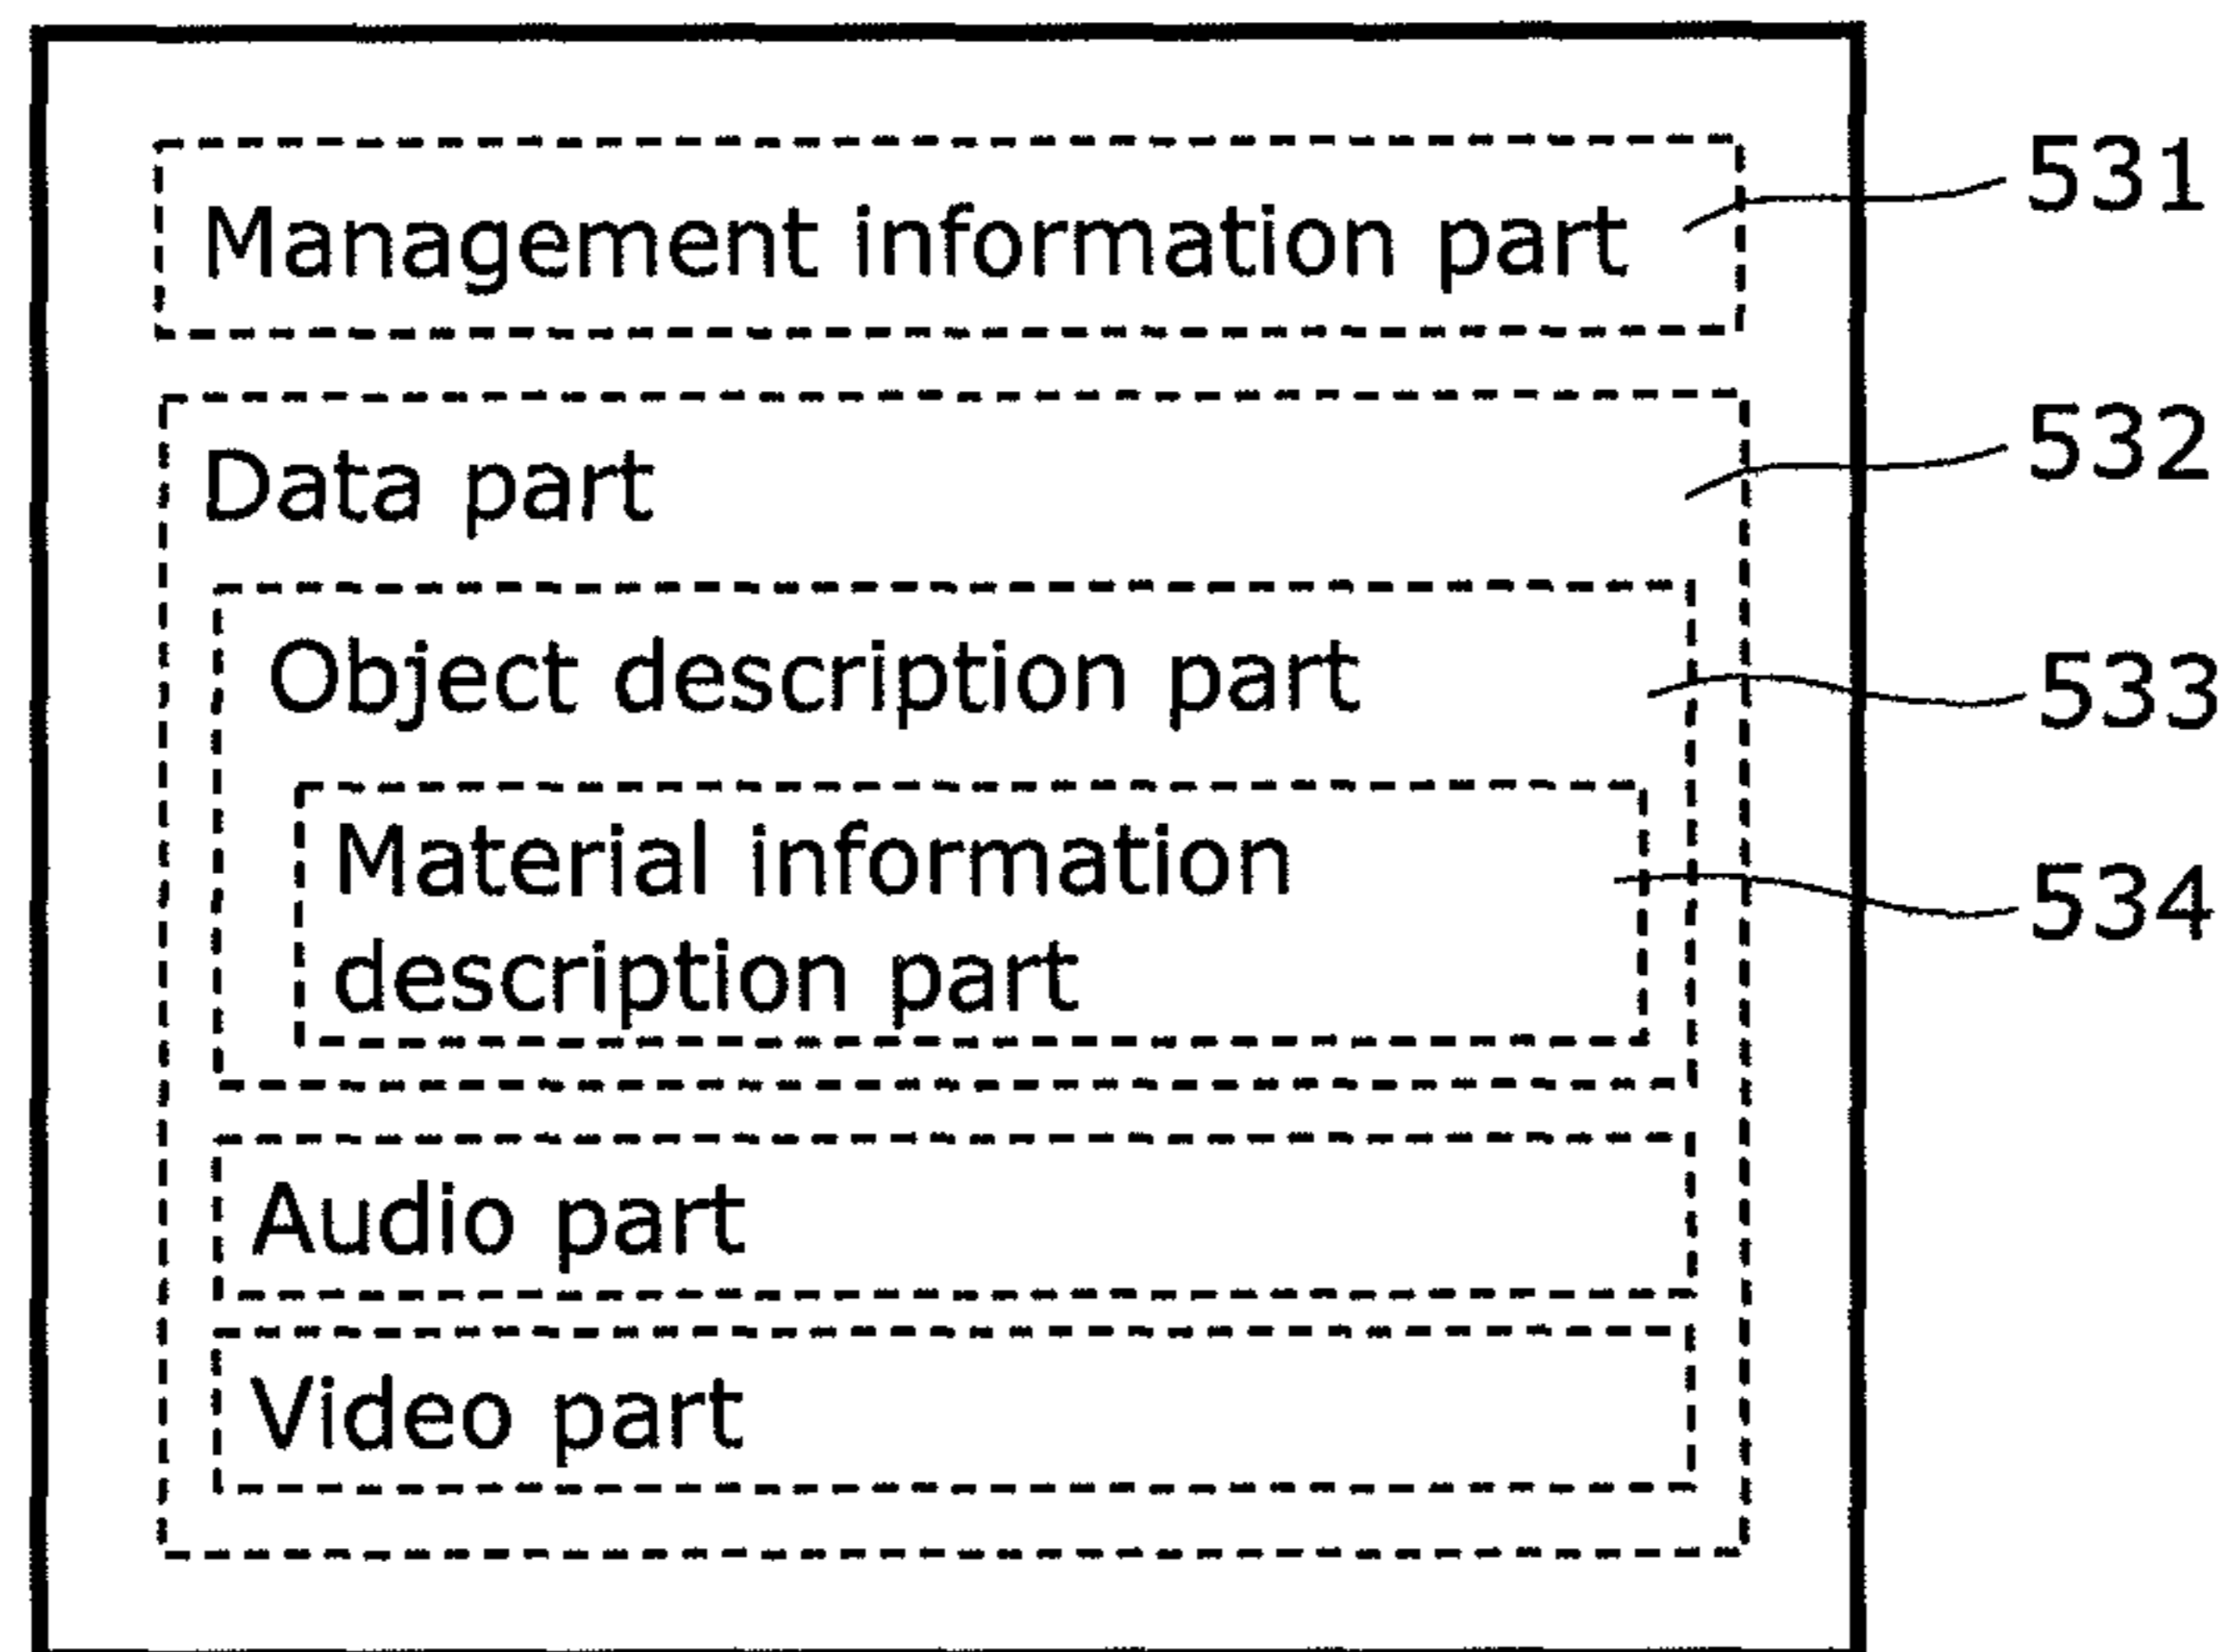 Management information part 531
Data part 532
Object description part 533
Material information 534
description part
Audio part
Video part